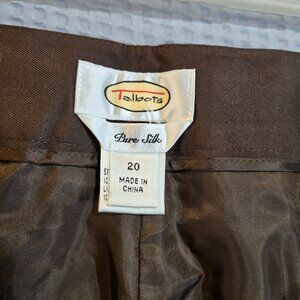 Talbots
Pure Silk
20
MADE IN
CHINA